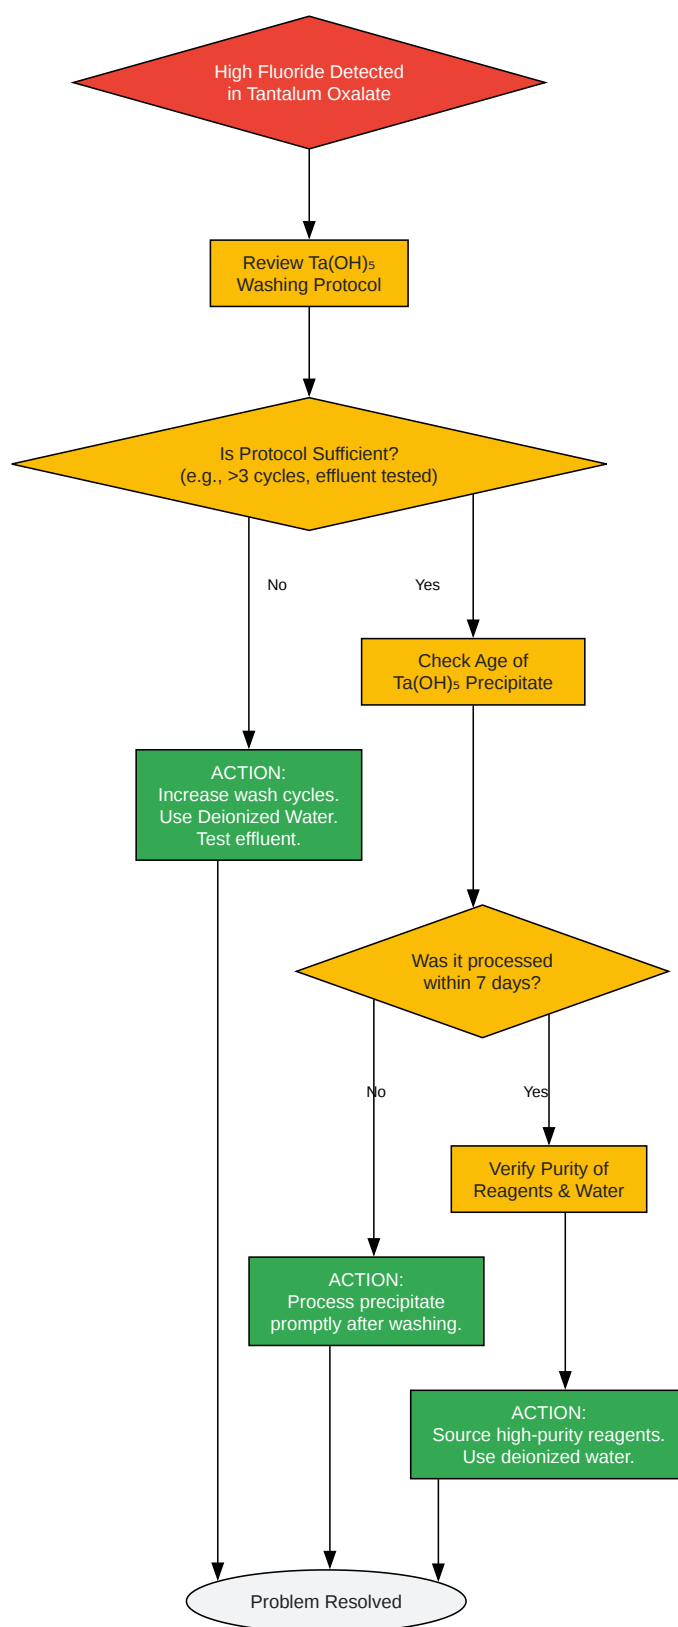 High Fluoride Detected
in Tantalum Oxalate
Review Ta(OH)₅
Washing Protocol
Is Protocol Sufficient?
(e.g., >3 cycles, effluent tested)
No
Yes
Check Age of
Ta(OH)₅ Precipitate
ACTION:
Increase wash cycles.
Use Deionized Water.
Test effluent.
Was it processed
within 7 days?
No
Yes
Verify Purity of
Reagents & Water
ACTION:
Process precipitate
promptly after washing.
ACTION:
Source high-purity reagents.
Use deionized water.
Problem Resolved